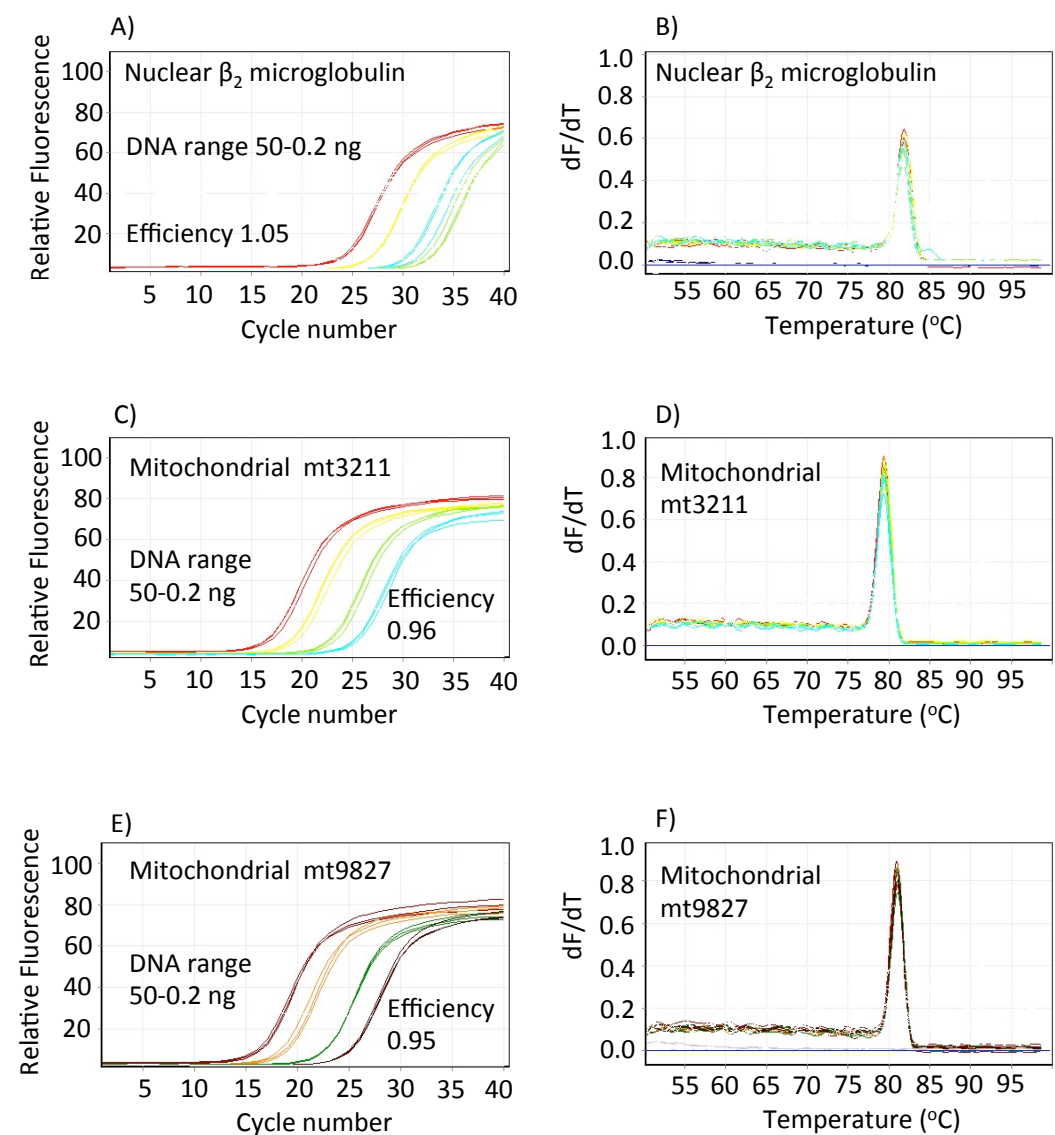 A)
Nuclear β₂ microglobulin
DNA range 50-0.2 ng
Efficiency 1.05
Relative Fluorescence
100
80
60
40
20
5 10 15 20 25 30 35 40
Cycle number
B)
Nuclear β₂ microglobulin
dF/dT
1.0
0.8
0.6
0.4
0.2
0.0
55 60 65 70 75 80 85 90 95
Temperature (ºC)
C)
Mitochondrial mt3211
DNA range
50-0.2 ng
Efficiency
0.96
Relative Fluorescence
100
80
60
40
20
5 10 15 20 25 30 35 40
Cycle number
D)
Mitochondrial
mt3211
dF/dT
1.0
0.8
0.6
0.4
0.2
0.0
55 60 65 70 75 80 85 90 95
Temperature (ºC)
E)
Mitochondrial mt9827
DNA range
50-0.2 ng
Efficiency
0.95
Relative Fluorescence
100
80
60
40
20
5 10 15 20 25 30 35 40
Cycle number
F)
Mitochondrial
mt9827
dF/dT
1.0
0.8
0.6
0.4
0.2
0.0
55 60 65 70 75 80 85 90 95
Temperature (ºC)